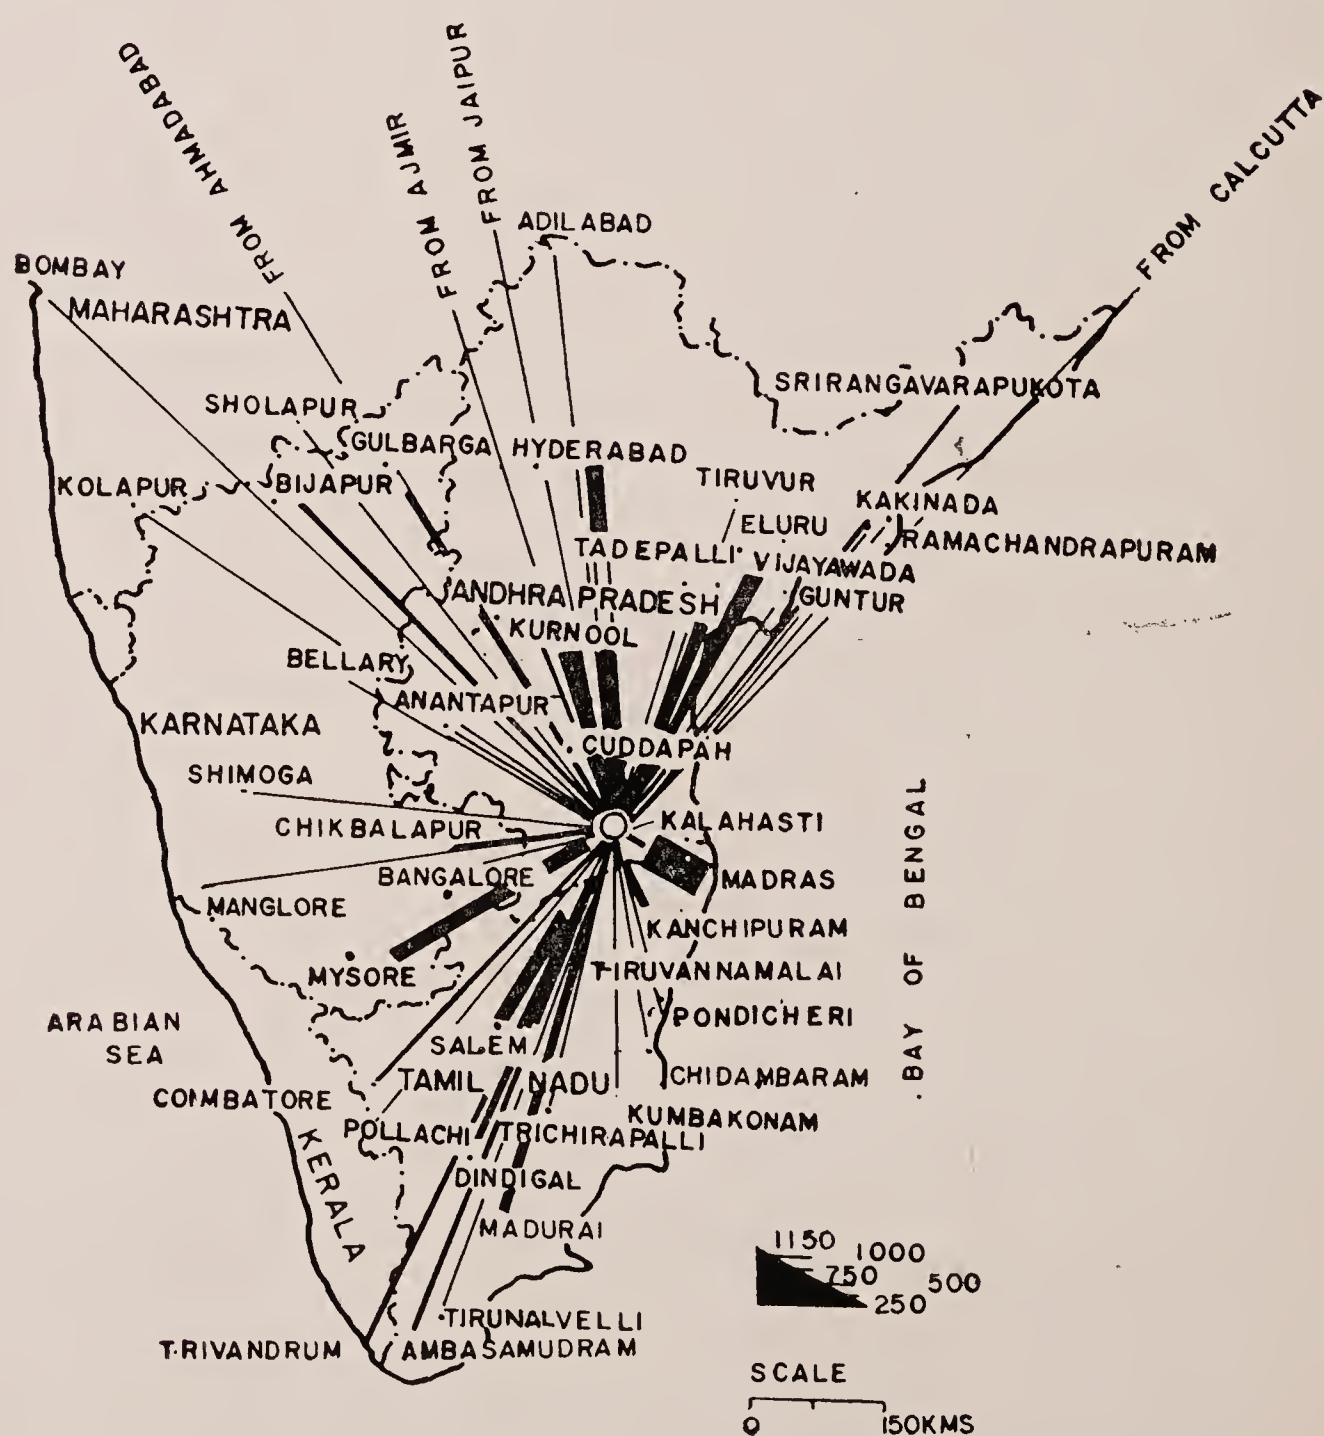 FROM AHMADABAD
FROM AJMIR
FROM JAIPUR
FROM CALCUTTA
ADILABAD
BOMBAY
MAHARASHTRA
SRIRANGAVARAPUKOTA
SHOLAPUR
GULBARGA
HYDERABAD
TIRUVUR
KOLAPUR
BIJAPUR
KAKINADA
ELURU
RAMACHANDRAPURAM
TADEPALLI
VIJAYAWADA
ANDHRA PRADESH
GUNTUR
KURNOOL
BELLARY
ANANTAPUR
KARNATAKA
CUDDAPAH
SHIMOGA
CHIKBALAPUR
KALAHASTI
BANGALORE
MADRAS
MANGLORE
KANCHIPURAM
BAY OF BENGAL
MYSORE
TIRUVANNAMALAI
ARABIAN
SEA
PONDICHERI
SALEM
TAMIL NADU
CHIDAMBARAM
COIMBATORE
KUMBAKONAM
POLLACHI
TRICHIRAPALLI
KERALA
DINDIGAL
MADURAI
1150
1000
750
500
250
TIRUNALVELLI
TRIVANDRUM
AMBASAMUDRAM
SCALE
0 150KMS